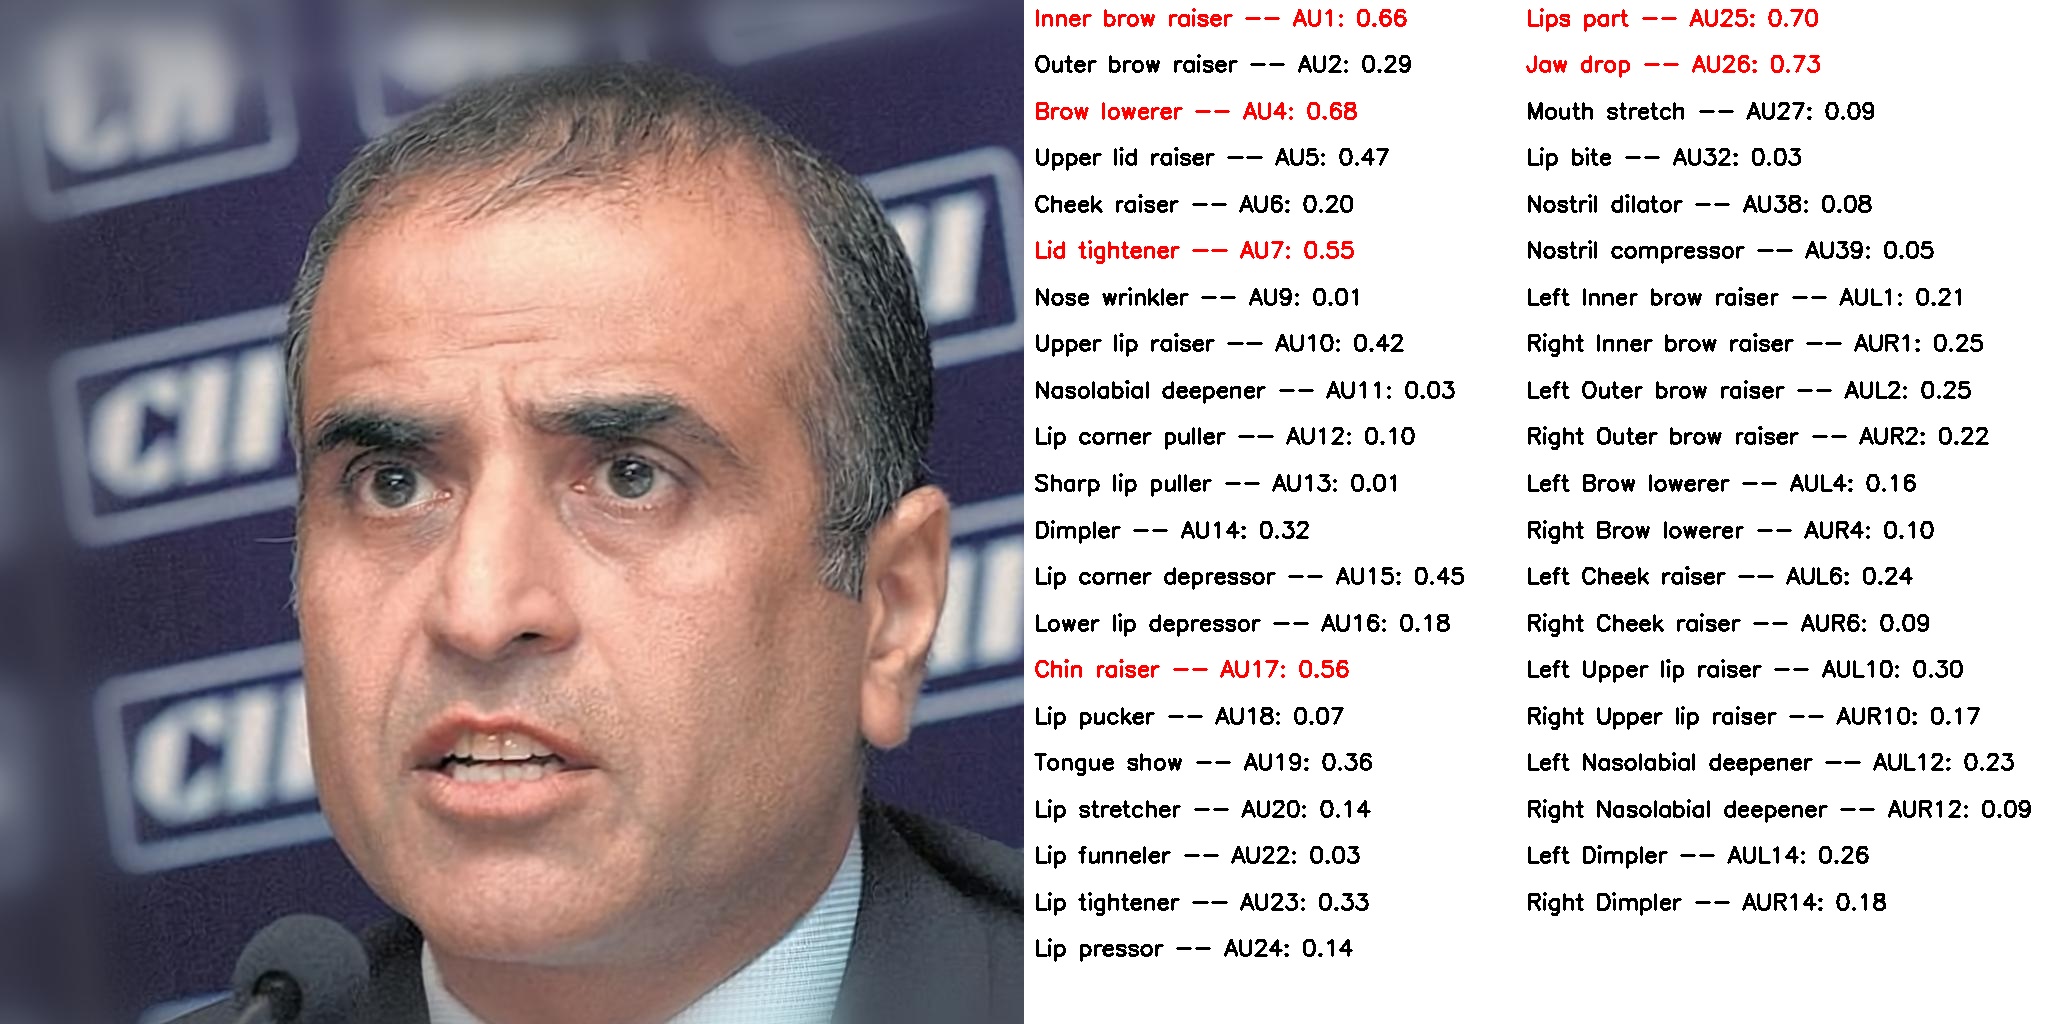 CII
CII
CII
CII
CII
Inner brow raiser —— AU1: 0.66
Outer brow raiser —— AU2: 0.29
Brow lowerer —— AU4: 0.68
Upper lid raiser —— AU5: 0.47
Cheek raiser —— AU6: 0.20
Lid tightener —— AU7: 0.55
Nose wrinkler —— AU9: 0.01
Upper lip raiser —— AU10: 0.42
Nasolabial deepener —— AU11: 0.03
Lip corner puller —— AU12: 0.10
Sharp lip puller —— AU13: 0.01
Dimpler —— AU14: 0.32
Lip corner depressor —— AU15: 0.45
Lower lip depressor —— AU16: 0.18
Chin raiser —— AU17: 0.56
Lip pucker —— AU18: 0.07
Tongue show —— AU19: 0.36
Lip stretcher —— AU20: 0.14
Lip funneler —— AU22: 0.03
Lip tightener —— AU23: 0.33
Lip pressor —— AU24: 0.14
Lips part —— AU25: 0.70
Jaw drop —— AU26: 0.73
Mouth stretch —— AU27: 0.09
Lip bite —— AU32: 0.03
Nostril dilator —— AU38: 0.08
Nostril compressor —— AU39: 0.05
Left Inner brow raiser —— AUL1: 0.21
Right Inner brow raiser —— AUR1: 0.25
Left Outer brow raiser —— AUL2: 0.25
Right Outer brow raiser —— AUR2: 0.22
Left Brow lowerer —— AUL4: 0.16
Right Brow lowerer —— AUR4: 0.10
Left Cheek raiser —— AUL6: 0.24
Right Cheek raiser —— AUR6: 0.09
Left Upper lip raiser —— AUL10: 0.30
Right Upper lip raiser —— AUR10: 0.17
Left Nasolabial deepener —— AUL12: 0.23
Right Nasolabial deepener —— AUR12: 0.09
Left Dimpler —— AUL14: 0.26
Right Dimpler —— AUR14: 0.18